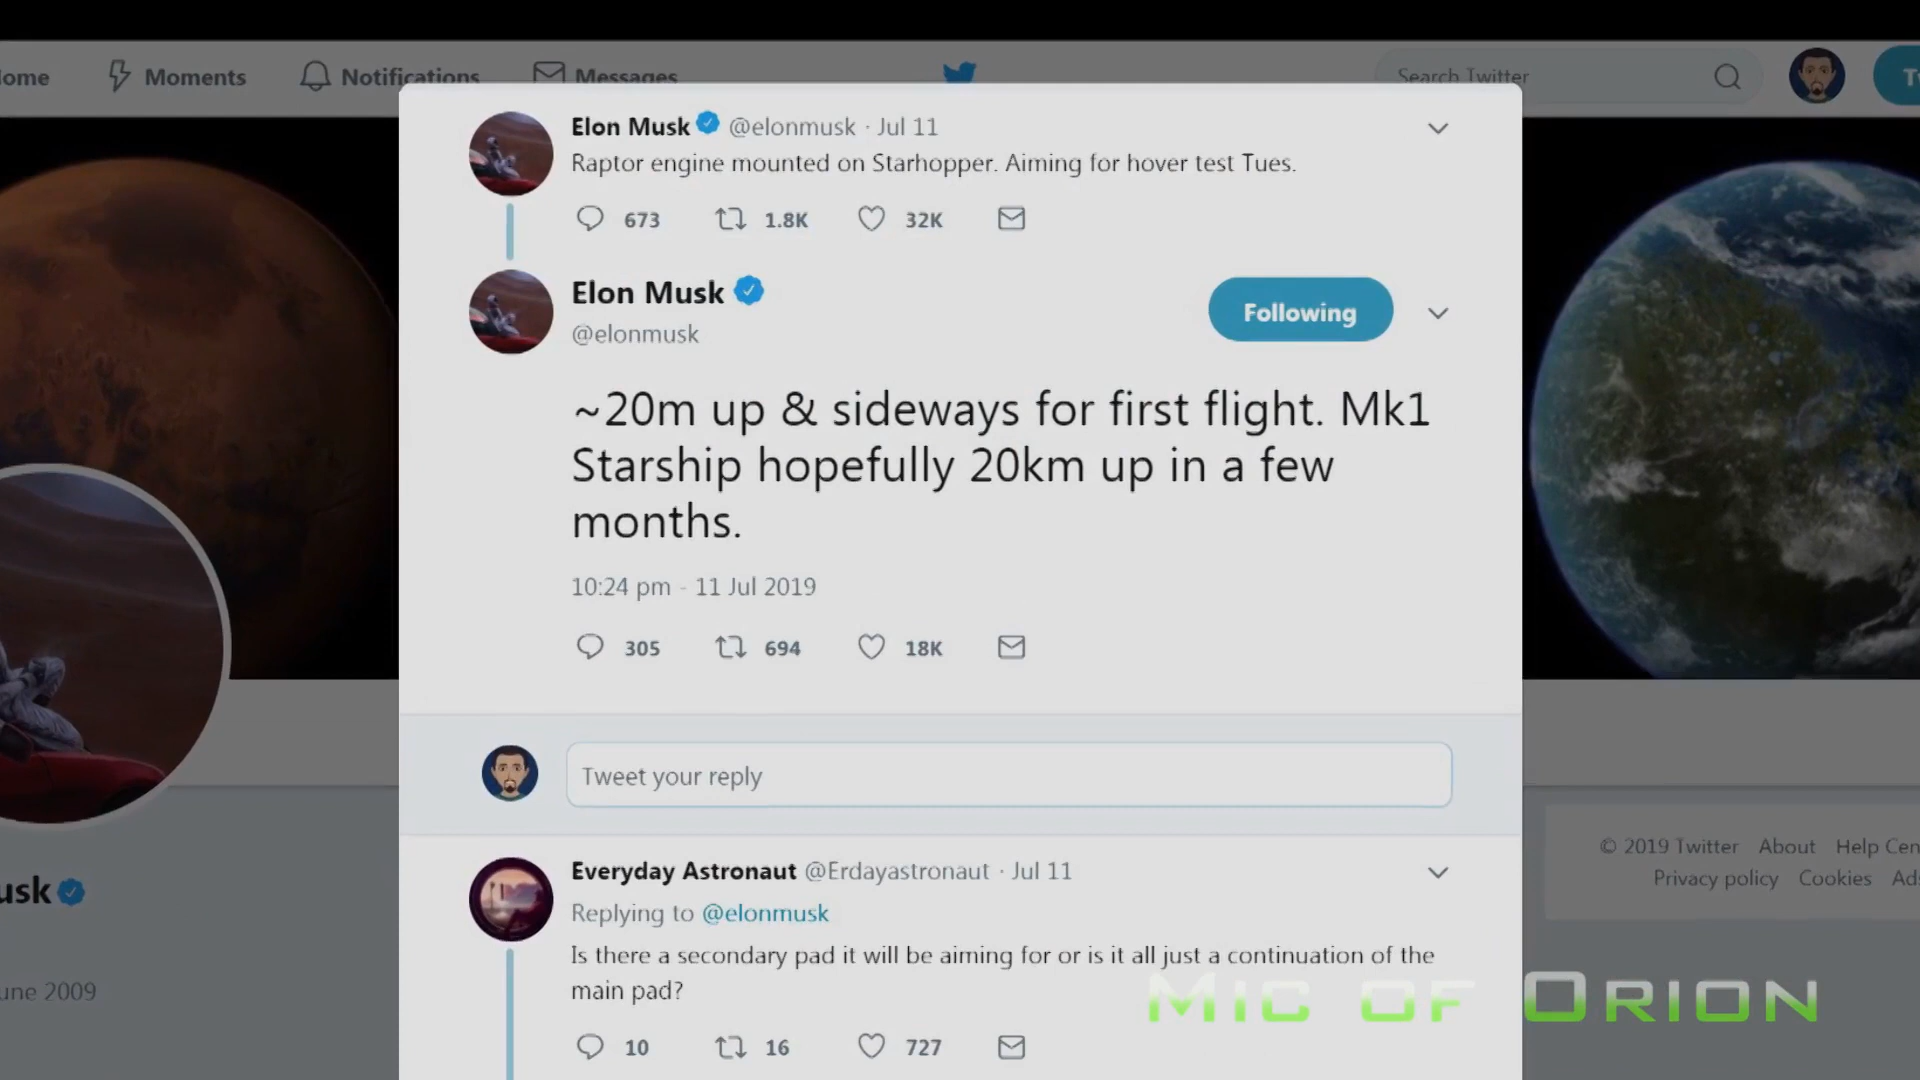 ome Moments Notifications Messages Search Twitter
Elon Musk @elonmusk · Jul 11
Raptor engine mounted on Starhopper. Aiming for hover test Tues.
673 1.8K 32K
Elon Musk
@elonmusk
Following
~20m up & sideways for first flight. Mk1
Starship hopefully 20km up in a few
months.
10:24 pm - 11 Jul 2019
305 694 18K
Tweet your reply
Everyday Astronaut @Erdayastronaut · Jul 11
Replying to @elonmusk
Is there a secondary pad it will be aiming for or is it all just a continuation of the
main pad?
10 16 727
usk
une 2009
© 2019 Twitter About Help Cen
Privacy policy Cookies Ads
Mic of Orion